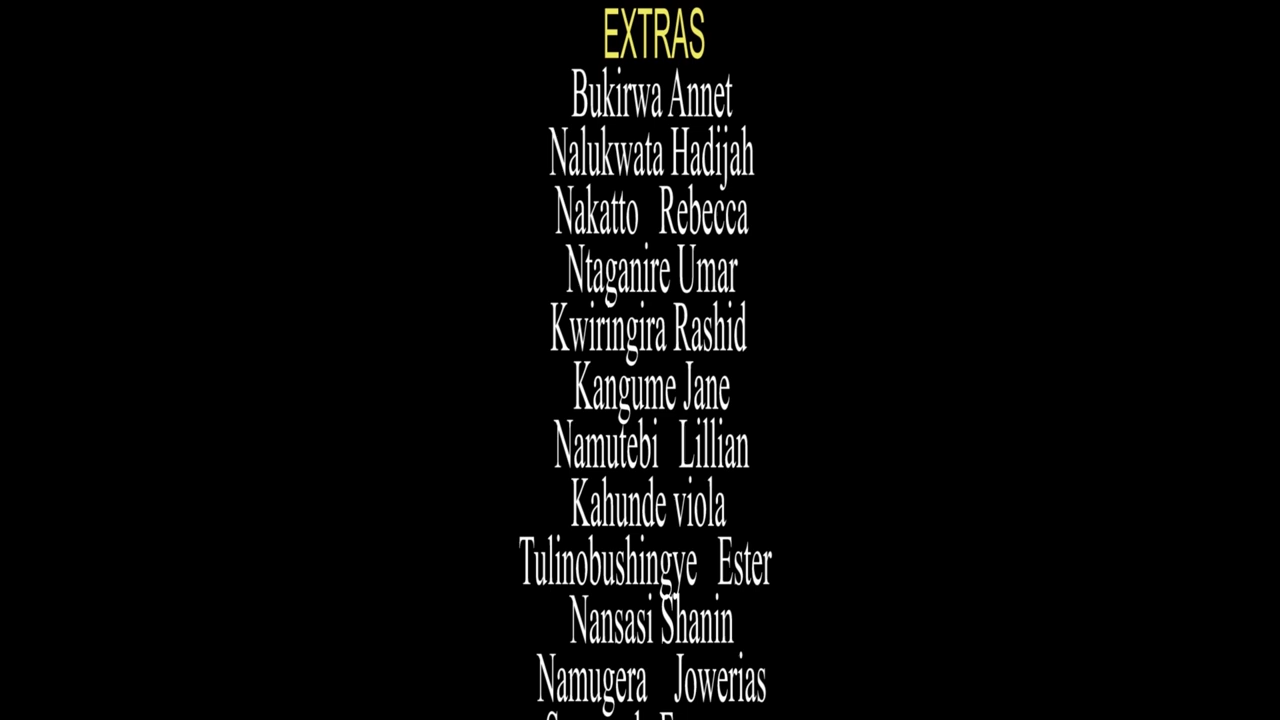 EXTRAS
Bukirwa Annet
Nalukwata Hadijah
Nakatto Rebecca
Ntaganire Umar
Kwiringira Rashid
Kangume Jane
Namutebi Lillian
Kahunde viola
Tulinobushingye Ester
Nansasi Shanin
Namugera Jowerias